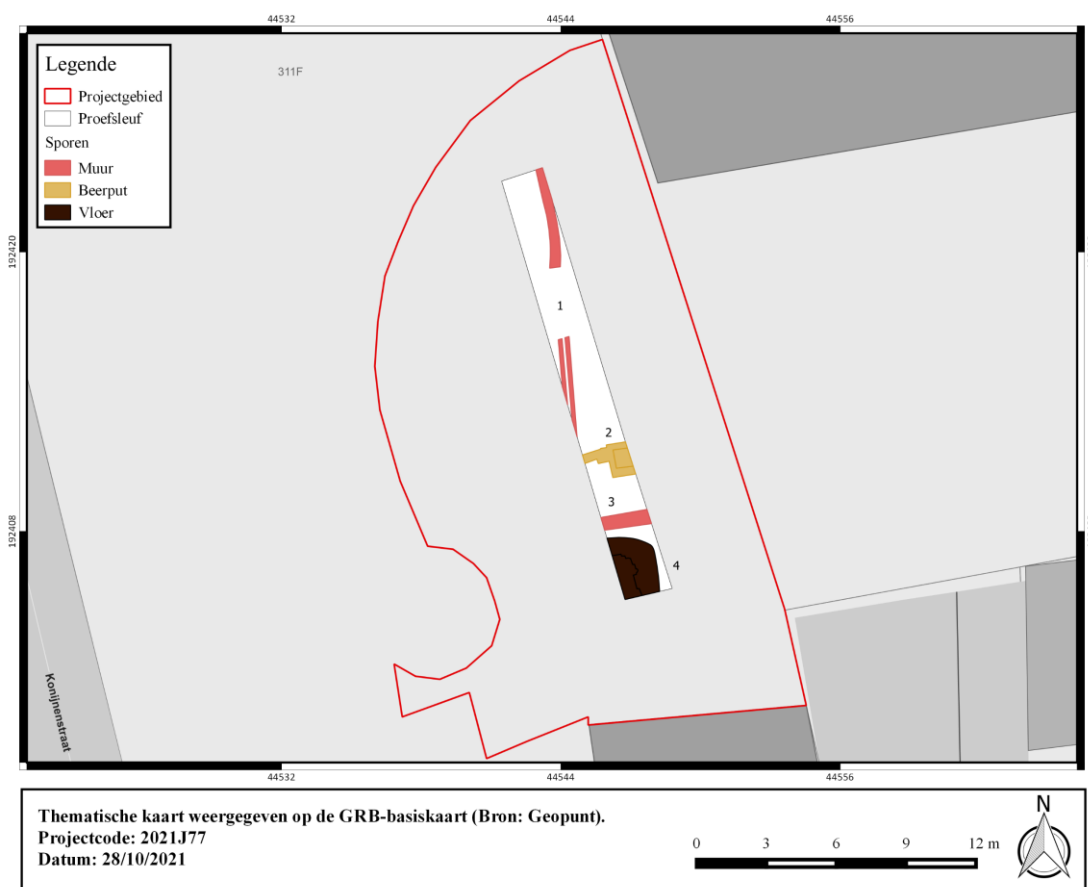 44532 44544 44556
Legende
Projectgebied
Proefsleuf
Sporen
Muur
Beerput
Vloer
311F
192420
1
2
3
192408
4
Konijnenstraat
44532 44544 44556
Thematische kaart weergegeven op de GRB-basiskaart (Bron: Geopunt).
Projectcode: 2021J77
Datum: 28/10/2021
0 3 6 9 12 m
N